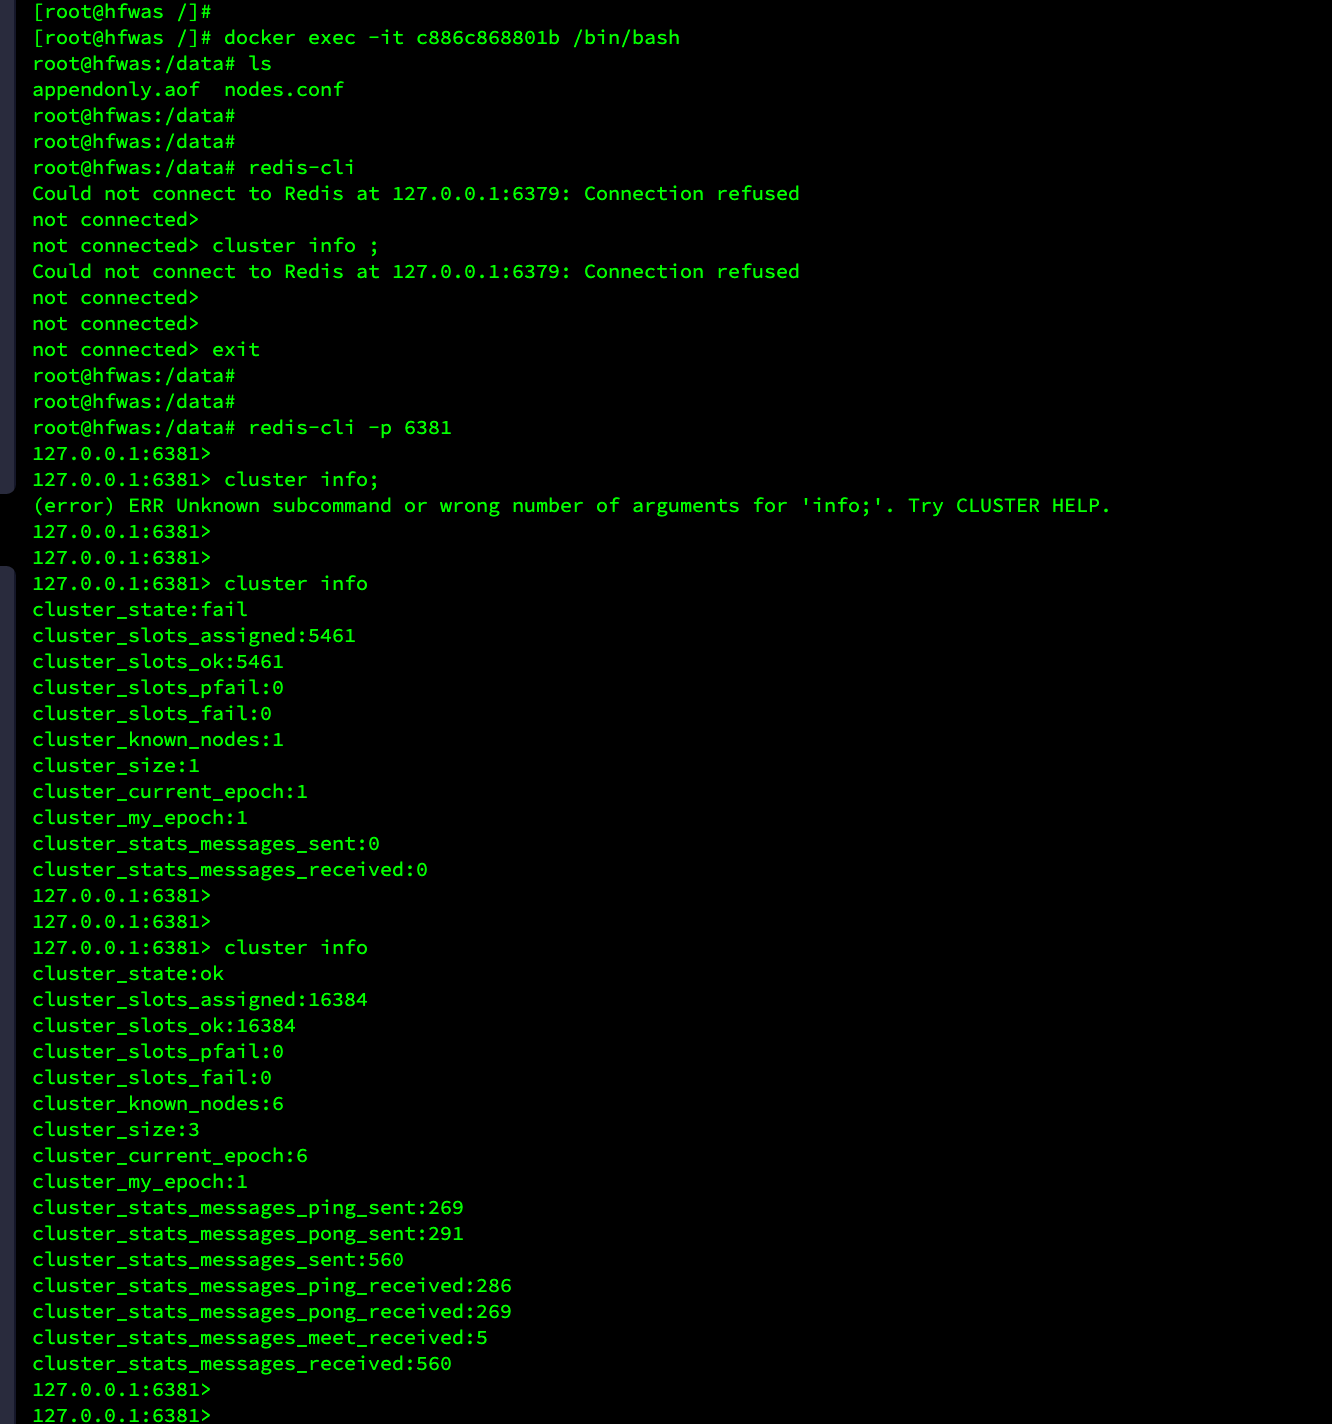 [root@hfwas /]#
[root@hfwas /]# docker exec -it c886c868801b /bin/bash
root@hfwas:/data# ls
appendonly.aof  nodes.conf
root@hfwas:/data#
root@hfwas:/data#
root@hfwas:/data# redis-cli
Could not connect to Redis at 127.0.0.1:6379: Connection refused
not connected>
not connected> cluster info ;
Could not connect to Redis at 127.0.0.1:6379: Connection refused
not connected>
not connected>
not connected> exit
root@hfwas:/data#
root@hfwas:/data#
root@hfwas:/data# redis-cli -p 6381
127.0.0.1:6381>
127.0.0.1:6381> cluster info;
(error) ERR Unknown subcommand or wrong number of arguments for 'info;'. Try CLUSTER HELP.
127.0.0.1:6381>
127.0.0.1:6381>
127.0.0.1:6381> cluster info
cluster_state:fail
cluster_slots_assigned:5461
cluster_slots_ok:5461
cluster_slots_pfail:0
cluster_slots_fail:0
cluster_known_nodes:1
cluster_size:1
cluster_current_epoch:1
cluster_my_epoch:1
cluster_stats_messages_sent:0
cluster_stats_messages_received:0
127.0.0.1:6381>
127.0.0.1:6381>
127.0.0.1:6381> cluster info
cluster_state:ok
cluster_slots_assigned:16384
cluster_slots_ok:16384
cluster_slots_pfail:0
cluster_slots_fail:0
cluster_known_nodes:6
cluster_size:3
cluster_current_epoch:6
cluster_my_epoch:1
cluster_stats_messages_ping_sent:269
cluster_stats_messages_pong_sent:291
cluster_stats_messages_sent:560
cluster_stats_messages_ping_received:286
cluster_stats_messages_pong_received:269
cluster_stats_messages_meet_received:5
cluster_stats_messages_received:560
127.0.0.1:6381>
127.0.0.1:6381>